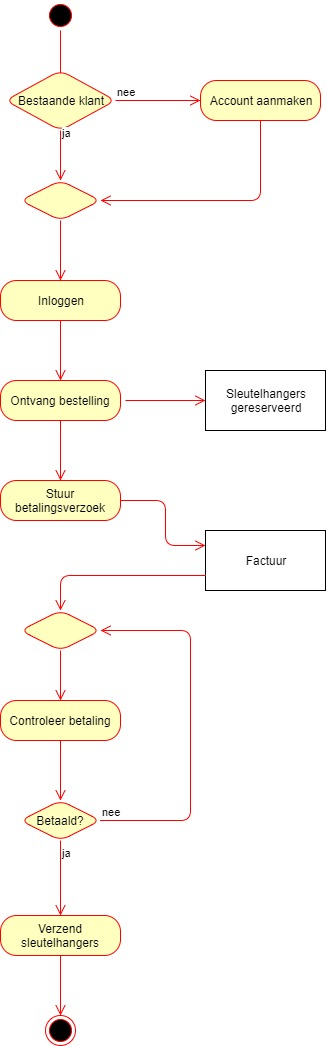 Bestaande klant
nee
Account aanmaken
ja
Inloggen
Ontvang bestelling
Sleutelhangers
gereserveerd
Stuur
betalingsverzoek
Factuur
Controleer betaling
Betaald?
nee
ja
Verzend
sleutelhangers